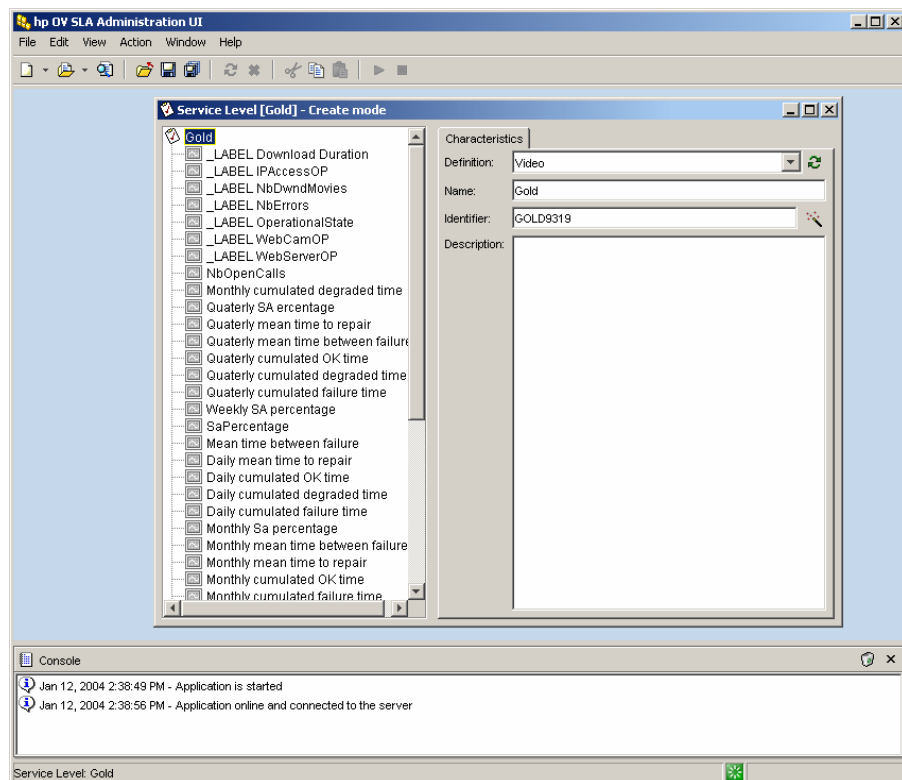 hp OV SLA Administration UI
File Edit View Action Window Help
Service Level [Gold] - Create mode
Gold
_LABEL Download Duration
_LABEL IPAccessOP
_LABEL NbDwndMovies
_LABEL NbErrors
_LABEL OperationalState
_LABEL WebCamOP
_LABEL WebServerOP
NbOpenCalls
Monthly cumulated degraded time
Quaterly SA ercentage
Quaterly mean time to repair
Quaterly mean time between failure
Quaterly cumulated OK time
Quaterly cumulated degraded time
Quaterly cumulated failure time
Weekly SA percentage
SaPercentage
Mean time between failure
Daily mean time to repair
Daily cumulated OK time
Daily cumulated degraded time
Daily cumulated failure time
Monthly Sa percentage
Monthly mean time between failure
Monthly mean time to repair
Monthly cumulated OK time
Monthly cumulated failure time
Characteristics
Definition: Video
Name: Gold
Identifier: GOLD9319
Description:
Console
Jan 12, 2004 2:38:49 PM - Application is started
Jan 12, 2004 2:38:56 PM - Application online and connected to the server
Service Level: Gold